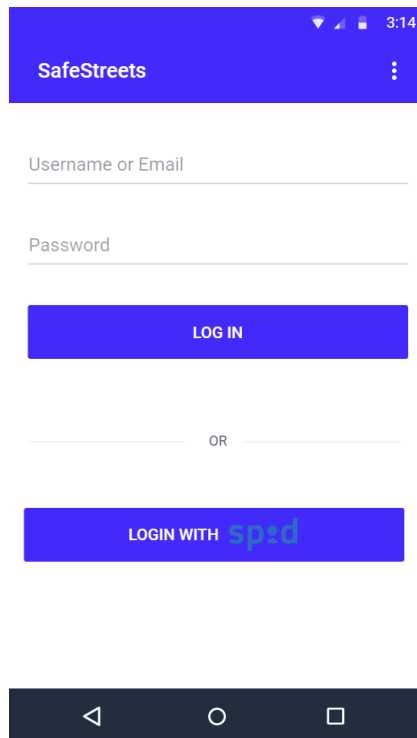 3:14
SafeStreets
Username or Email
Password
LOG IN
OR
LOGIN WITH spid